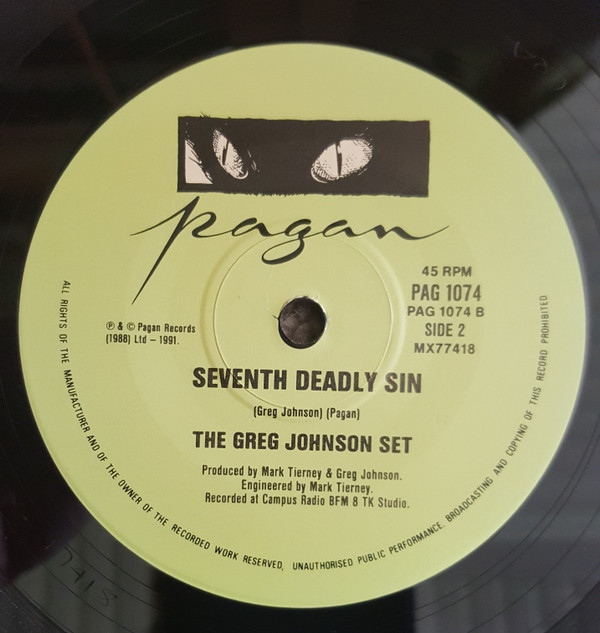 pagan
45 RPM
PAG 1074
PAG 1074 B
SIDE 2
MX77418
℗ & © Pagan Records
(1988) Ltd – 1991.
SEVENTH DEADLY SIN
(Greg Johnson) (Pagan)
THE GREG JOHNSON SET
Produced by Mark Tierney & Greg Johnson.
Engineered by Mark Tierney.
Recorded at Campus Radio BFM 8 TK Studio.
ALL RIGHTS OF THE MANUFACTURER AND OF THE OWNER OF THE RECORDED WORK RESERVED, UNAUTHORISED PUBLIC PERFORMANCE, BROADCASTING AND COPYING OF THIS RECORD PROHIBITED